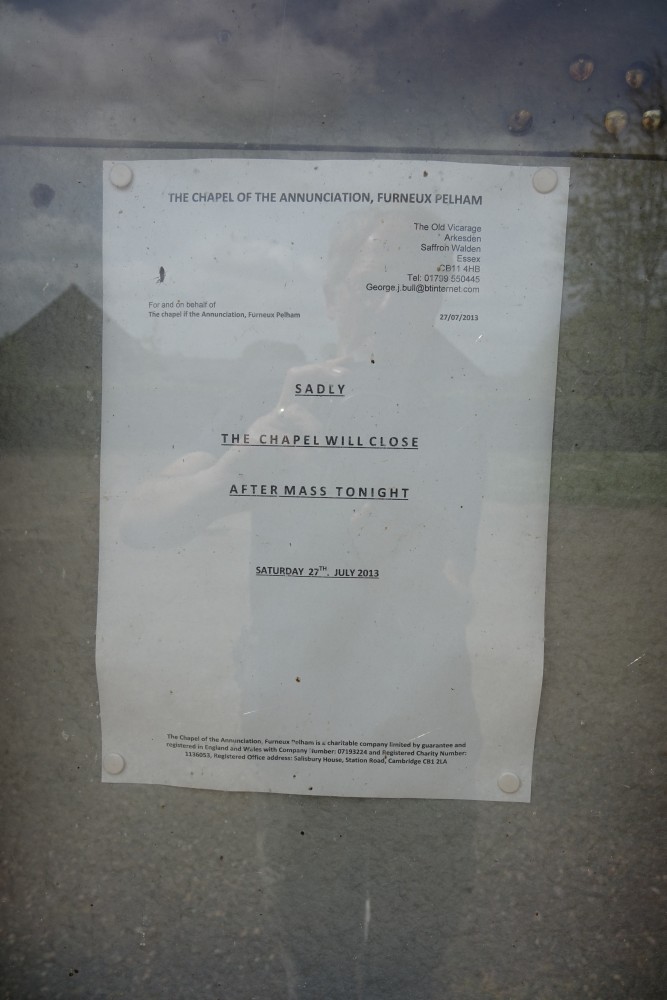 THE CHAPEL OF THE ANNUNCIATION, FURNEUX PELHAM
The Old Vicarage
Arkesden
Saffron Walden
Essex
CB11 4HB
Tel: 01799 550445
George.j.bull@btinternet.com
For and on behalf of
The chapel if the Annunciation, Furneux Pelham
27/07/2013
SADLY
THE CHAPEL WILL CLOSE
AFTER MASS TONIGHT
SATURDAY 27TH. JULY 2013
The Chapel of the Annunciation, Furneux Pelham is a charitable company limited by guarantee and
registered in England and Wales with Company Number: 07193224 and Registered Charity Number:
1136053, Registered Office address: Salisbury House, Station Road, Cambridge CB1 2LA